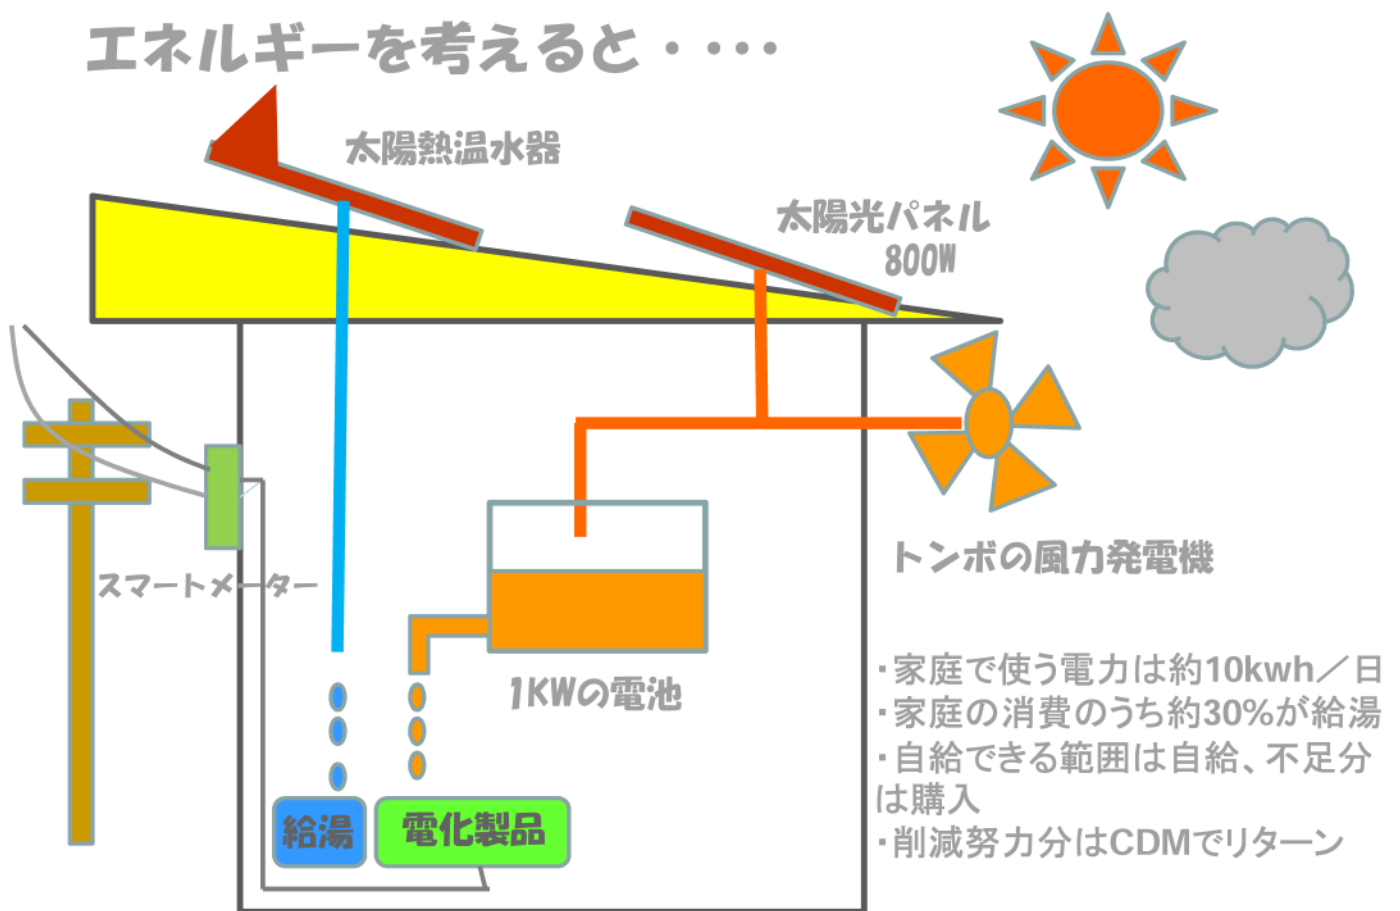 エネルギーを考えると・・・・
太陽熱温水器
太陽光パネル
800W
スマートメーター
トンボの風力発電機
1KWの電池
給湯
電化製品
・家庭で使う電力は約10kwh／日
・家庭の消費のうち約30%が給湯
・自給できる範囲は自給、不足分
は購入
・削減努力分はCDMでリターン